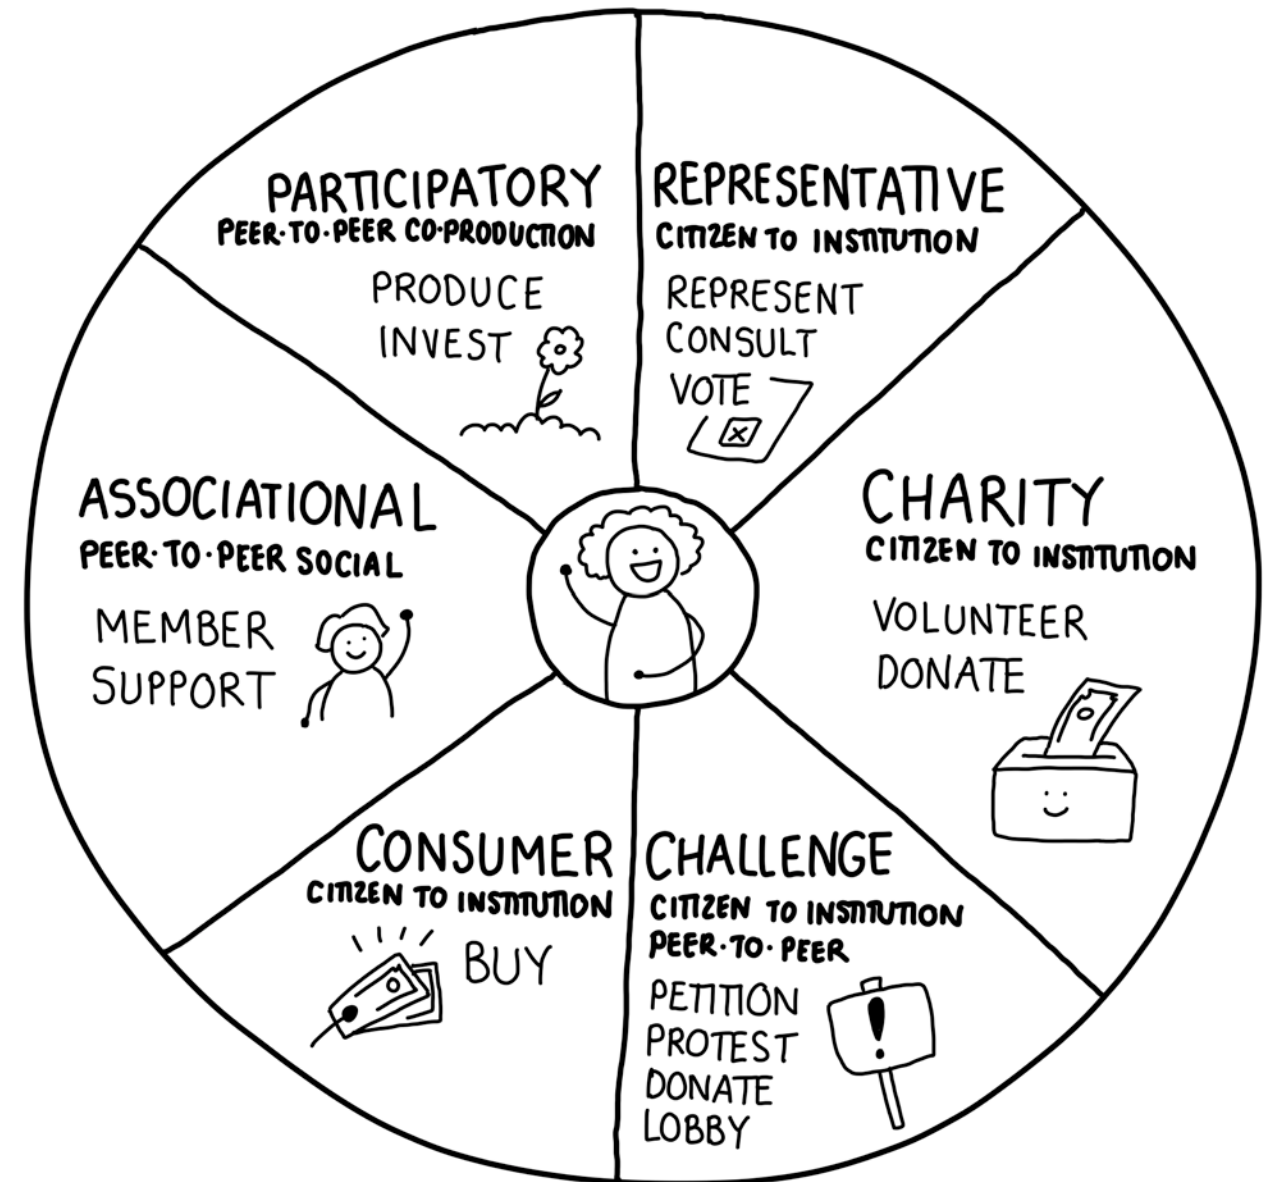 PARTICIPATORY
PEER·TO·PEER CO·PRODUCTION
PRODUCE
INVEST
REPRESENTATIVE
CITIZEN TO INSTITUTION
REPRESENT
CONSULT
VOTE
CHARITY
CITIZEN TO INSTITUTION
VOLUNTEER
DONATE
CHALLENGE
CITIZEN TO INSTITUTION
PEER·TO·PEER
PETITION
PROTEST
DONATE
LOBBY
CONSUMER
CITIZEN TO INSTITUTION
BUY
ASSOCIATIONAL
PEER·TO·PEER SOCIAL
MEMBER
SUPPORT